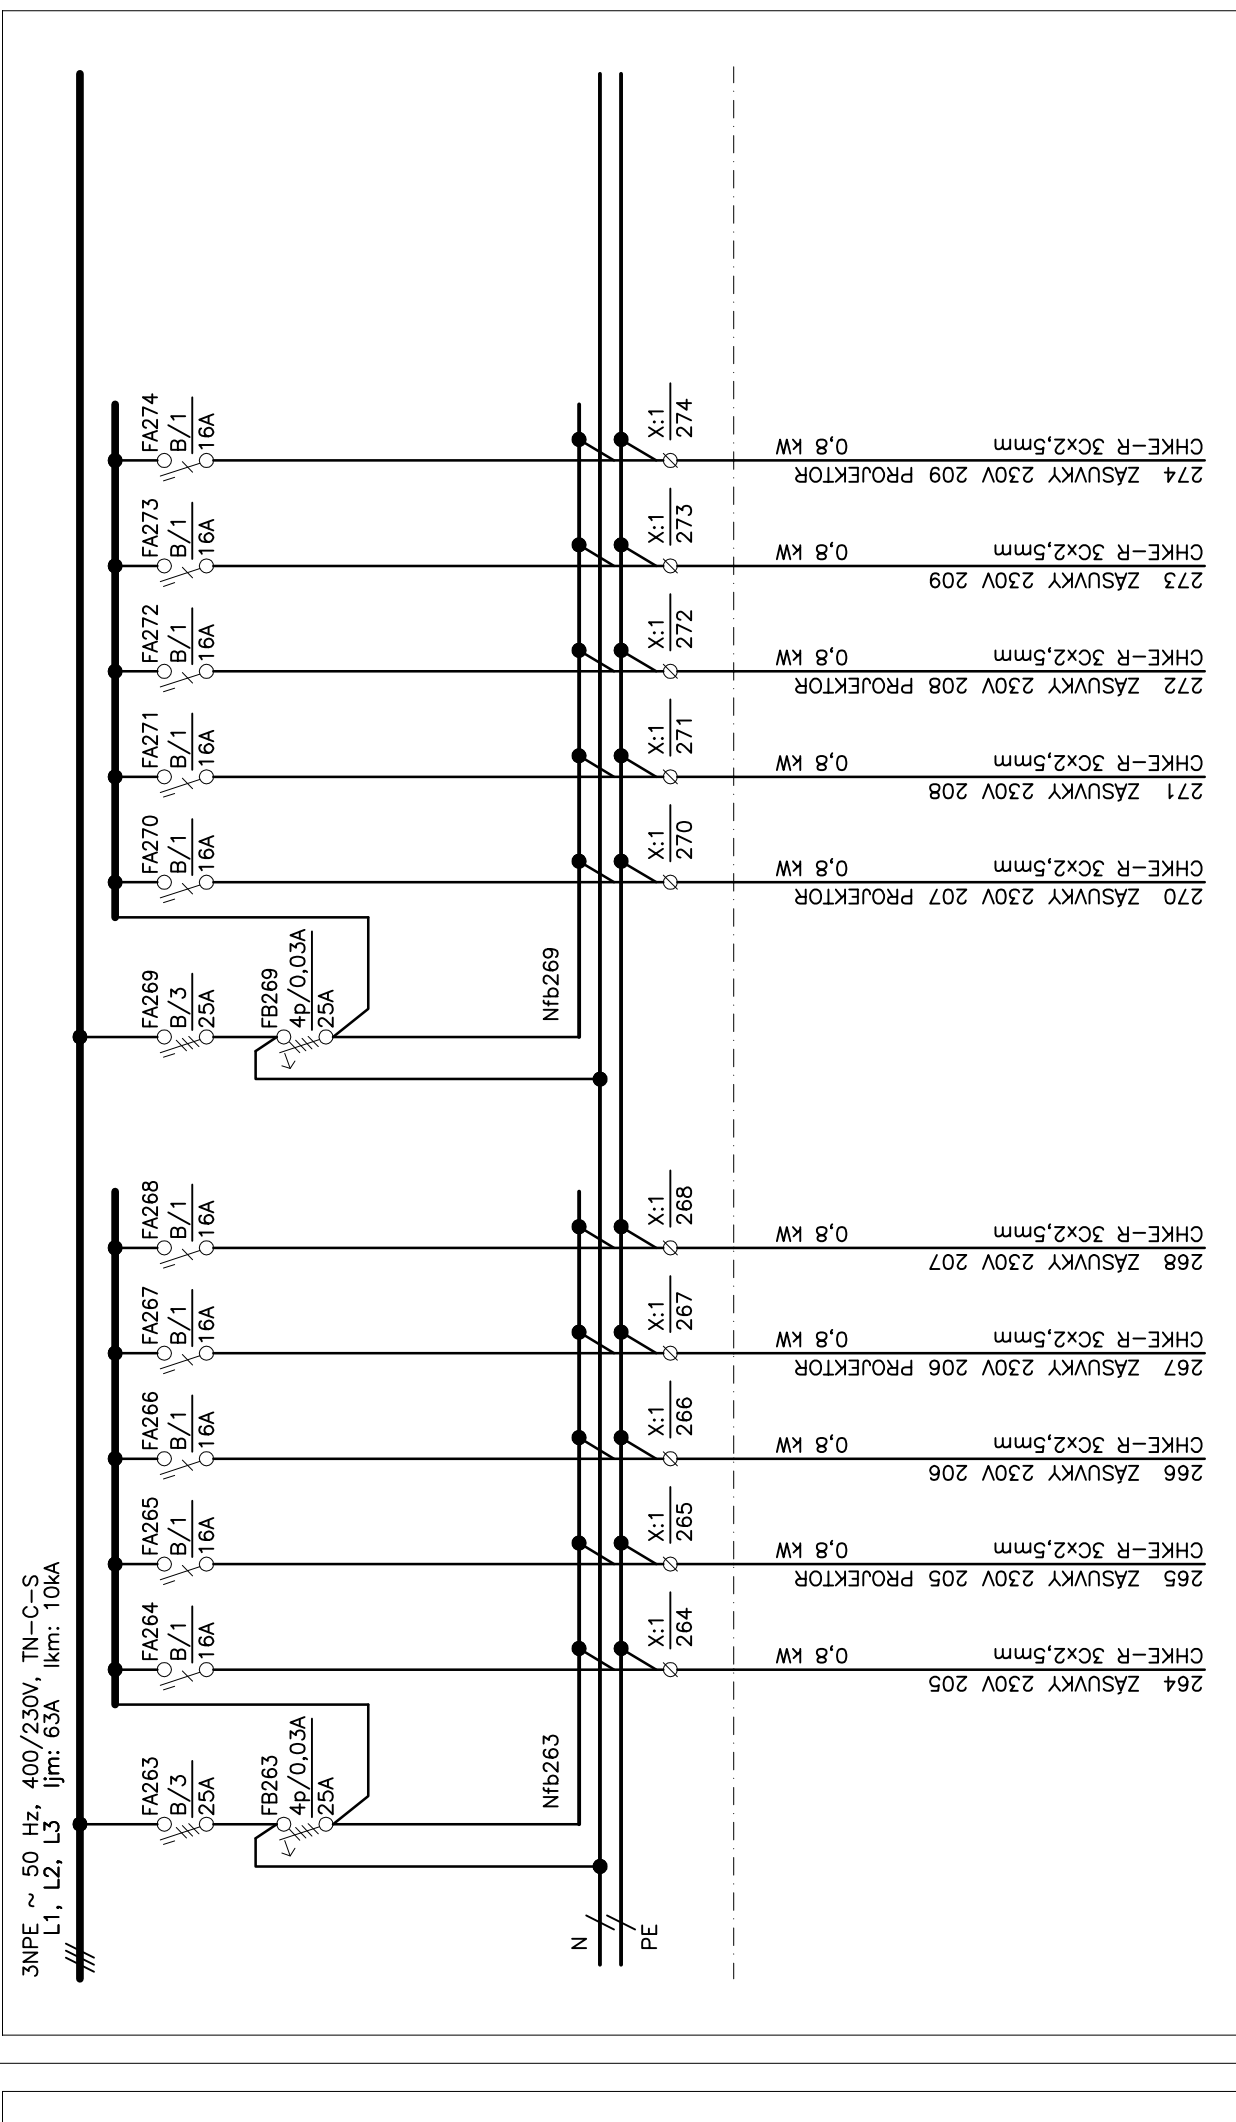 3NPE ~ 50 Hz, 400/230V, TN-C-S
L1, L2, L3 Ijm: 63A Ikm: 10kA
FA263
B/3
25A
FB263
4p/0,03A
25A
Nfb263
N
PE
FA264
B/1
16A
X:1
264
0,8 kW
CHKE-R 3Cx2,5mm
264 ZÁSUVKY 230V 205
FA265
B/1
16A
X:1
265
0,8 kW
CHKE-R 3Cx2,5mm
265 ZÁSUVKY 230V 205 PROJEKTOR
FA266
B/1
16A
X:1
266
0,8 kW
CHKE-R 3Cx2,5mm
266 ZÁSUVKY 230V 206
FA267
B/1
16A
X:1
267
0,8 kW
CHKE-R 3Cx2,5mm
267 ZÁSUVKY 230V 206 PROJEKTOR
FA268
B/1
16A
X:1
268
0,8 kW
CHKE-R 3Cx2,5mm
268 ZÁSUVKY 230V 207
FA269
B/3
25A
FB269
4p/0,03A
25A
Nfb269
FA270
B/1
16A
X:1
270
0,8 kW
CHKE-R 3Cx2,5mm
270 ZÁSUVKY 230V 207 PROJEKTOR
FA271
B/1
16A
X:1
271
0,8 kW
CHKE-R 3Cx2,5mm
271 ZÁSUVKY 230V 208
FA272
B/1
16A
X:1
272
0,8 kW
CHKE-R 3Cx2,5mm
272 ZÁSUVKY 230V 208 PROJEKTOR
FA273
B/1
16A
X:1
273
0,8 kW
CHKE-R 3Cx2,5mm
273 ZÁSUVKY 230V 209
FA274
B/1
16A
X:1
274
0,8 kW
CHKE-R 3Cx2,5mm
274 ZÁSUVKY 230V 209 PROJEKTOR